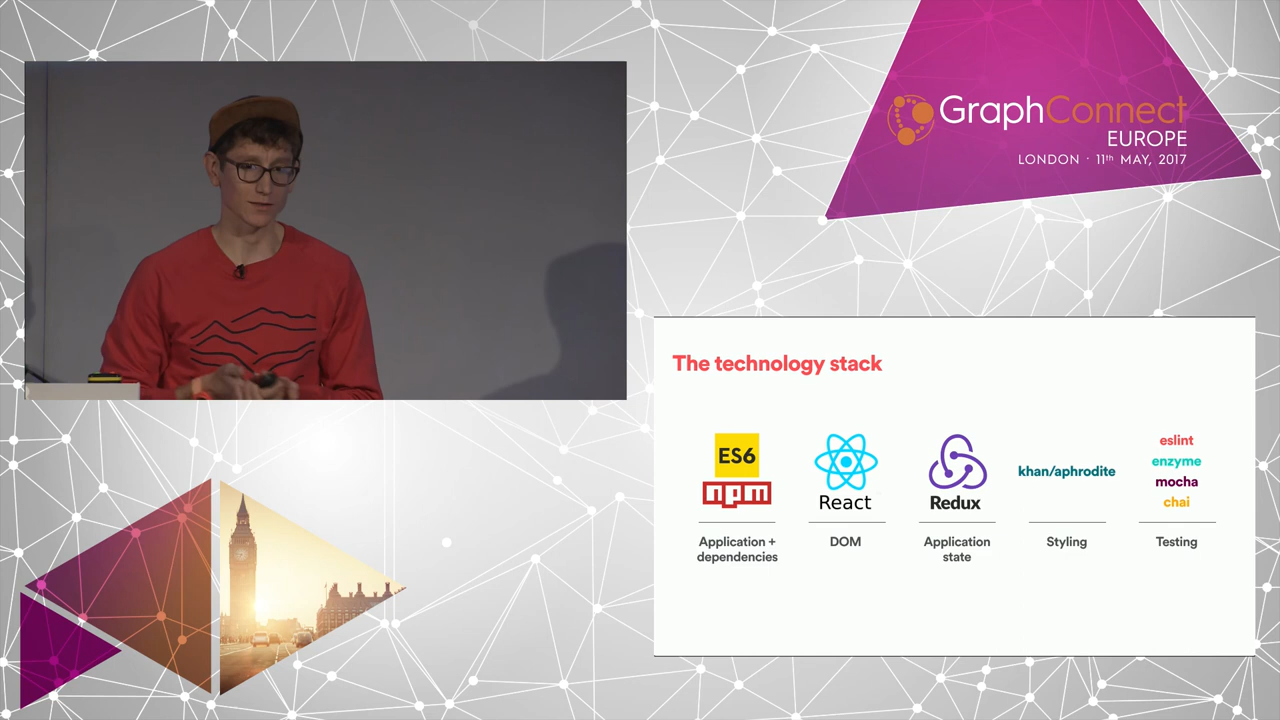 GraphConnect
EUROPE
LONDON · 11th MAY, 2017
The technology stack
ES6
npm
Application +
dependencies
React
DOM
Redux
Application
state
khan/aphrodite
Styling
eslint
enzyme
mocha
chai
Testing